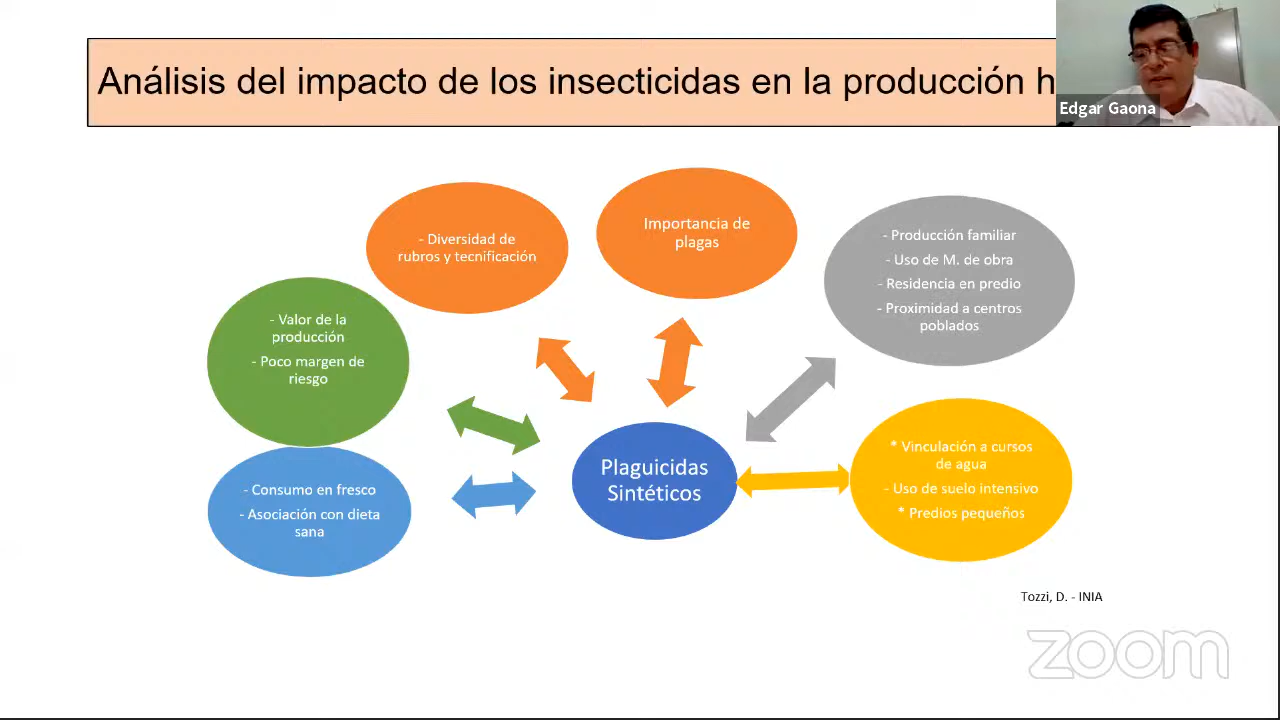 Análisis del impacto de los insecticidas en la producción
Edgar Gaona
- Diversidad de
rubros y tecnificación
Importancia de
plagas
- Producción familiar
- Uso de M. de obra
- Residencia en predio
- Proximidad a centros
poblados
- Valor de la
producción
- Poco margen de
riesgo
* Vinculación a cursos
de agua
- Uso de suelo intensivo
* Predios pequeños
Plaguicidas
Sintéticos
- Consumo en fresco
- Asociación con dieta
sana
Tozzi, D. - INIA
zoom